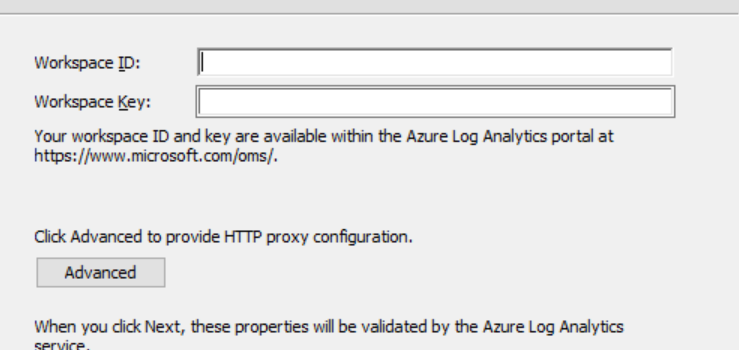 Workspace ID:
Workspace Key:
Your workspace ID and key are available within the Azure Log Analytics portal at
https://www.microsoft.com/oms/.
Click Advanced to provide HTTP proxy configuration.
Advanced
When you click Next, these properties will be validated by the Azure Log Analytics
service.